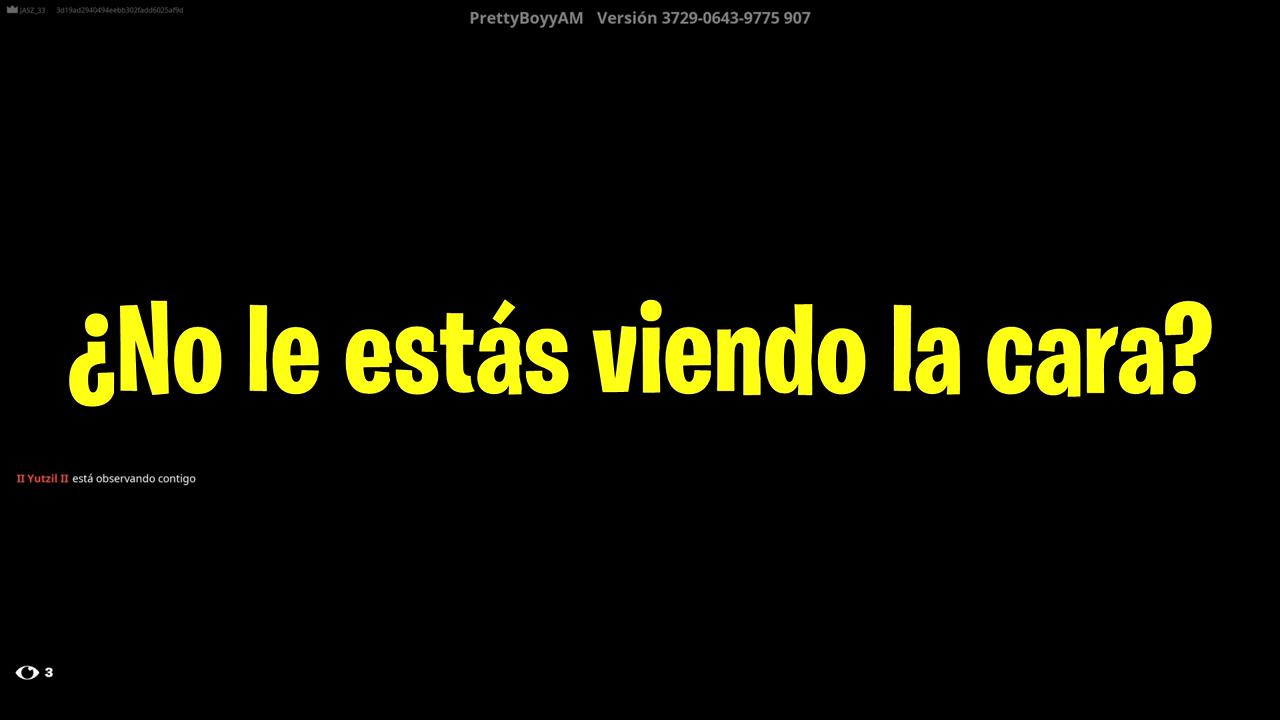 JASZ_33 3d19ad2940494eebb302fadd6025af9d
PrettyBoyyAM Versión 3729-0643-9775 907
¿No le estás viendo la cara?
II Yutzil II está observando contigo
3